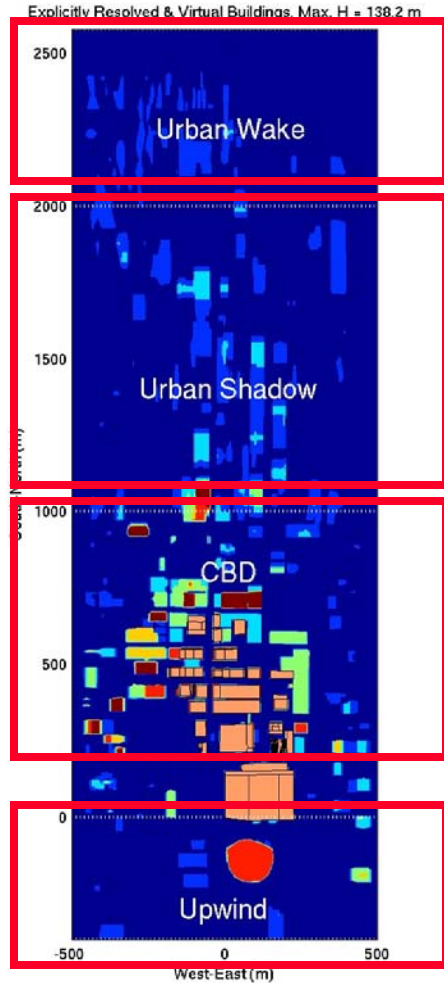 Explicitly Resolved & Virtual Buildings, Max. H = 138.2 m
2500
Urban Wake
2000
1500
Urban Shadow
1000
CBD
500
0
Upwind
-500 0 500
West-East (m)